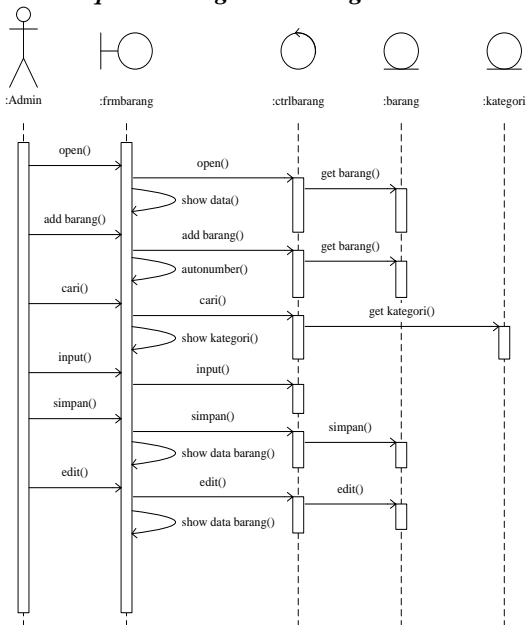 :Admin :frmbarang :ctrlbarang :barang :kategori
open()
open()
get barang()
show data()
add barang()
add barang()
get barang()
autonumber()
cari()
cari()
get kategori()
show kategori()
input()
input()
simpan()
simpan()
simpan()
show data barang()
edit()
edit()
edit()
show data barang()